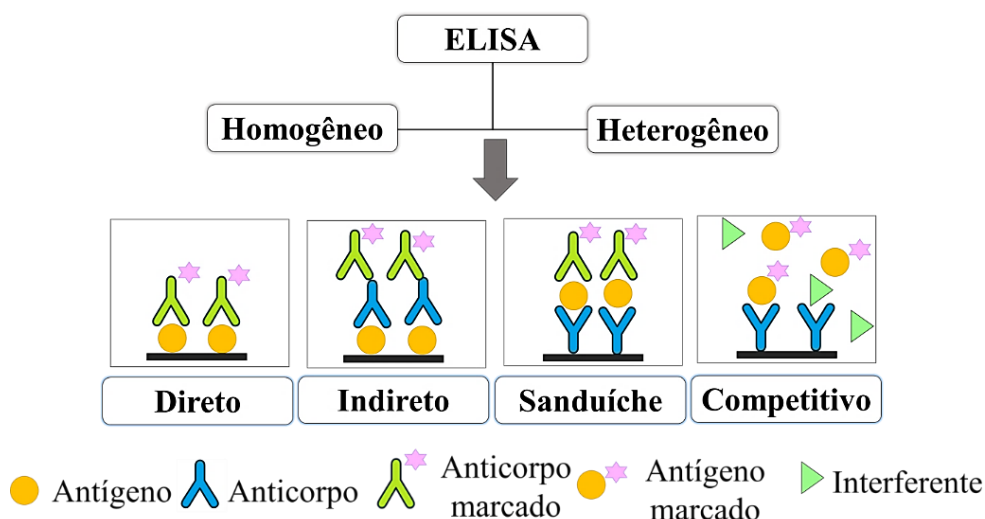 ELISA
Homogêneo
Heterogêneo
Direto
Indireto
Sanduíche
Competitivo
Antígeno
Anticorpo
Anticorpo
marcado
Antígeno
marcado
Interferente